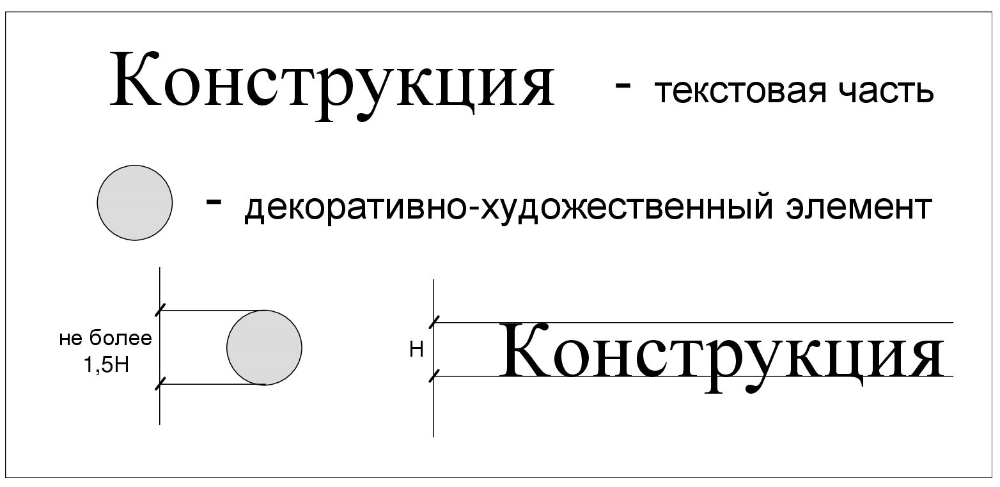 Конструкция - текстовая часть
- декоративно-художественный элемент
не более
1,5Н
Н
Конструкция